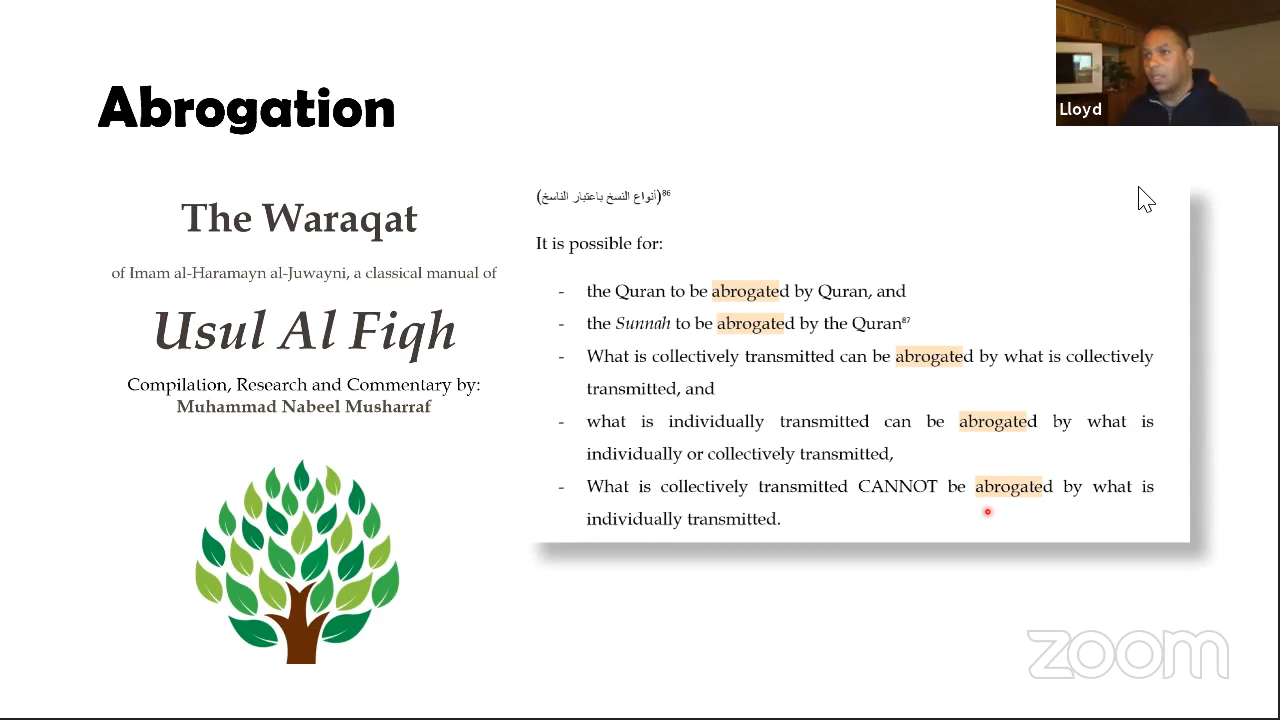 Abrogation
Lloyd
The Waraqat
of Imam al-Haramayn al-Juwayni, a classical manual of
Usul Al Fiqh
Compilation, Research and Commentary by:
Muhammad Nabeel Musharraf
(أنواع النسخ باعتبار الناسخ)⁸⁶
It is possible for:
- the Quran to be abrogated by Quran, and
- the Sunnah to be abrogated by the Quran⁸⁷
- What is collectively transmitted can be abrogated by what is collectively
transmitted, and
- what is individually transmitted can be abrogated by what is
individually or collectively transmitted,
- What is collectively transmitted CANNOT be abrogated by what is
individually transmitted.
zoom